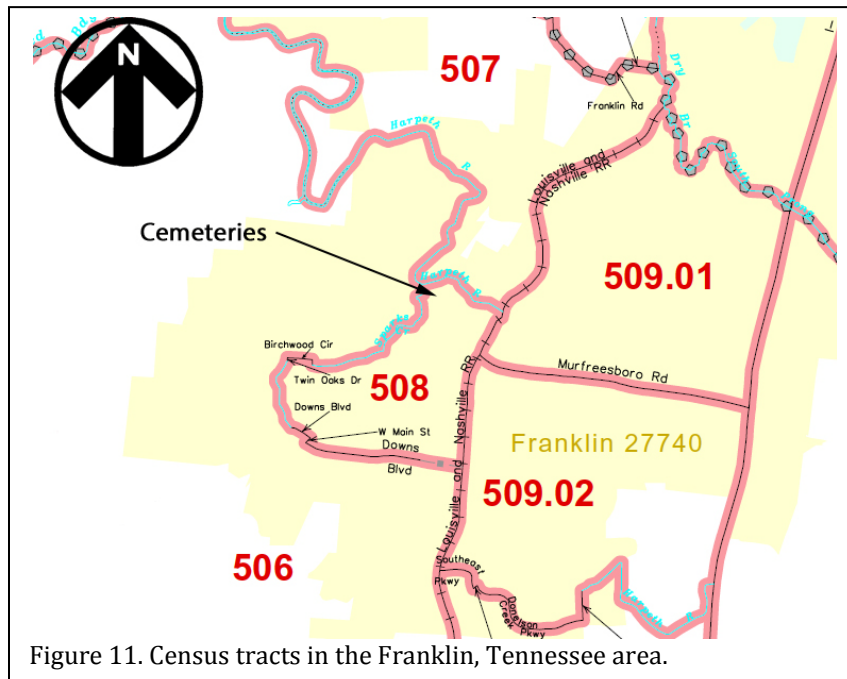 N
507
Franklin Rd
Dry
Br
Harpeth
R
Louisville and
Nashville RR
Cemeteries
Harpeth R
509.01
Birchwood Cir
Twin Oaks Dr
508
Murfreesboro Rd
Downs Blvd
W Main St
Downs
Blvd
Louisville and Nashville RR
Franklin 27740
509.02
506
Southeast
Pkwy
Donelson
Creek Pkwy
Harpeth R
Figure 11. Census tracts in the Franklin, Tennessee area.